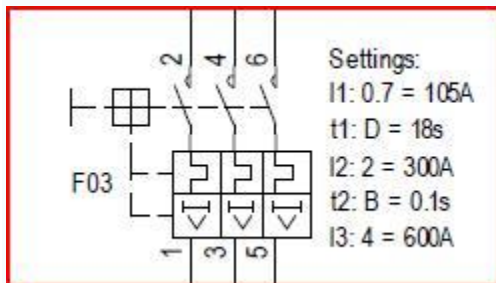 2 4 6
Settings:
I1: 0.7 = 105A
t1: D = 18s
I2: 2 = 300A
t2: B = 0.1s
I3: 4 = 600A
F03
1 3 5